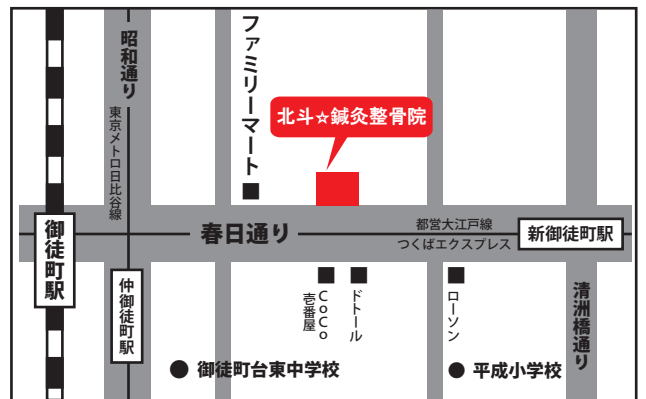 昭和通り
東京メトロ日比谷線
ファミリーマート
北斗☆鍼灸整骨院
御徒町駅
春日通り
都営大江戸線
つくばエクスプレス
新御徒町駅
仲御徒町駅
CoCo
壱番屋
ドトール
ローソン
清洲橋通り
御徒町台東中学校
平成小学校